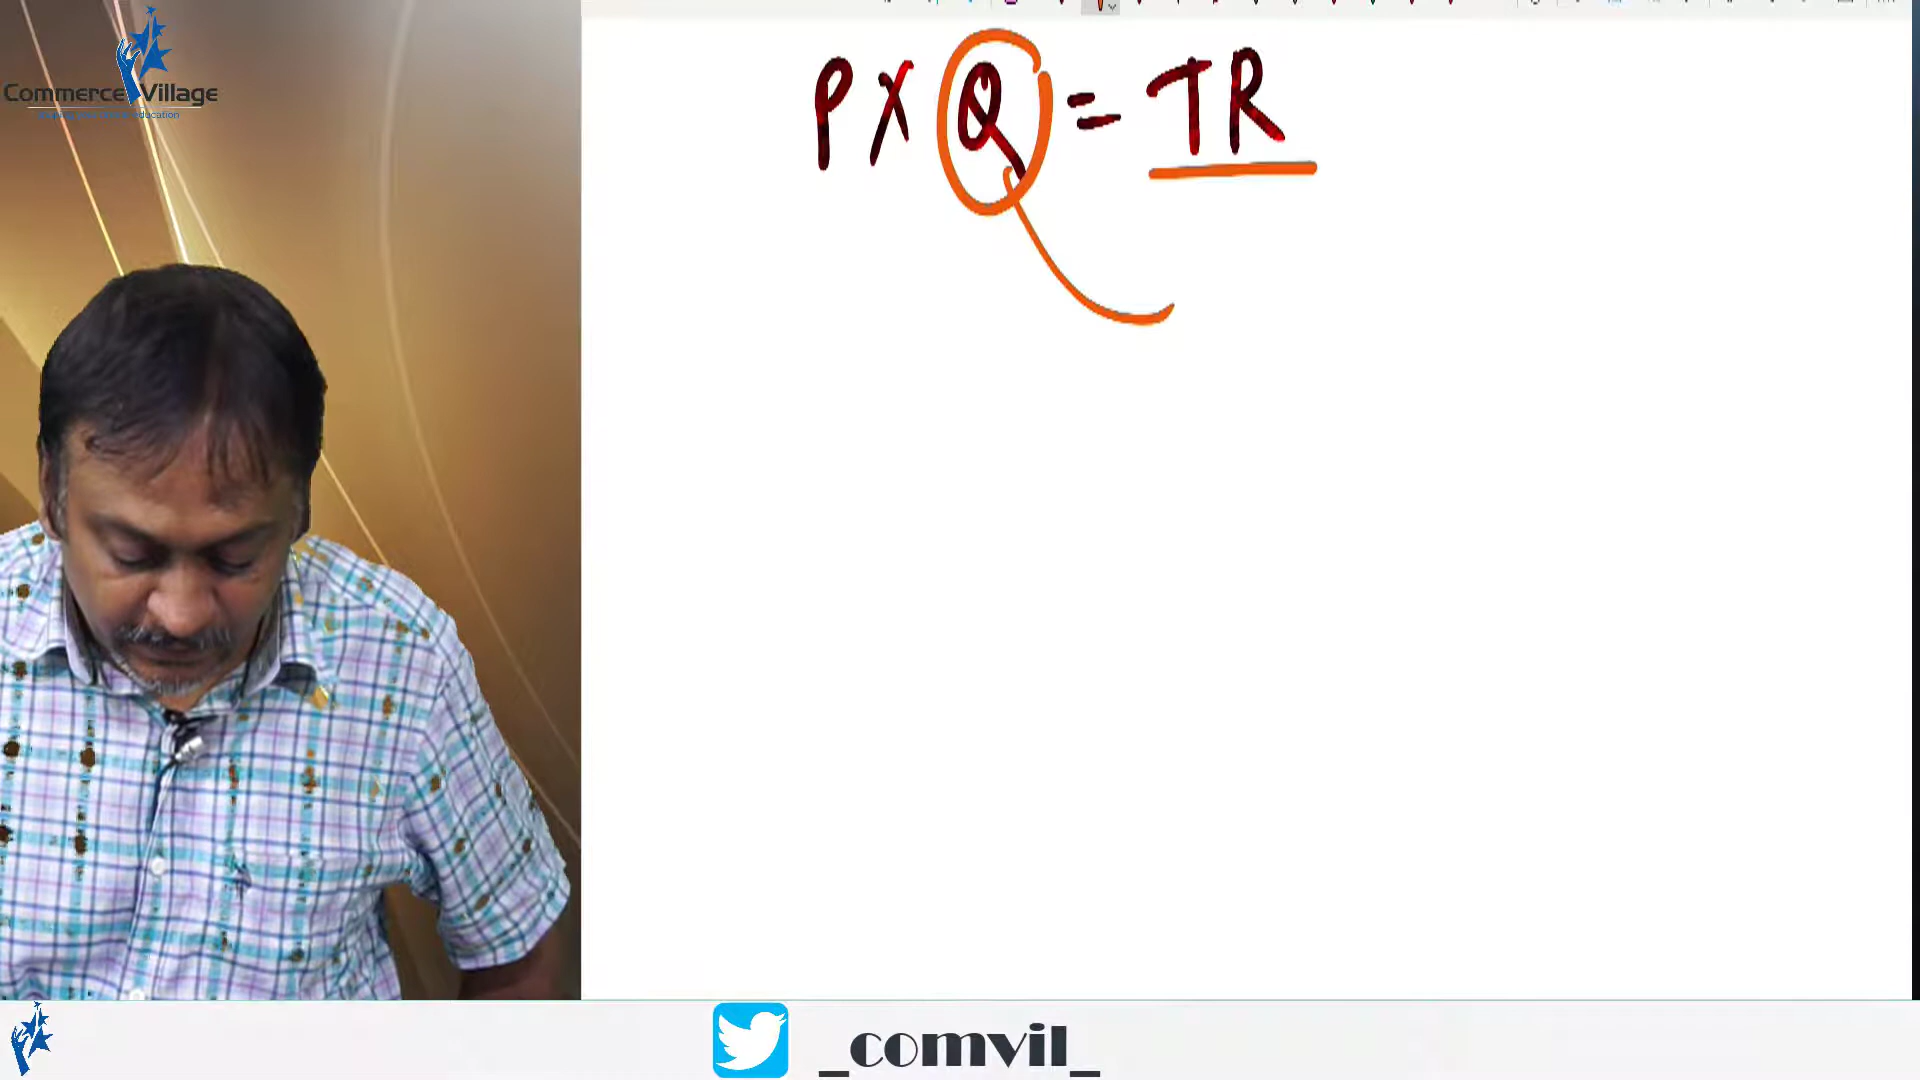 Commerce Village
P X Q = TR
_comvil_